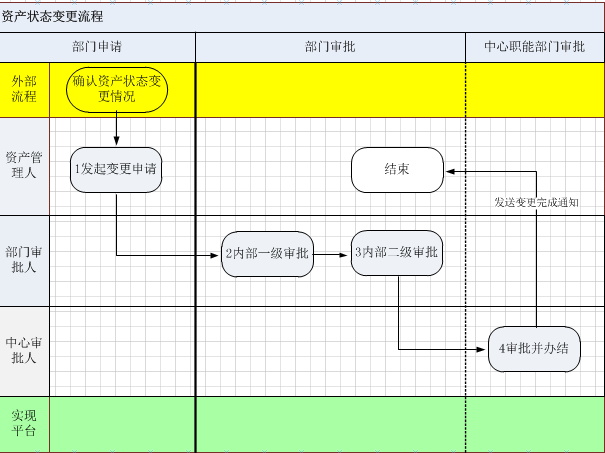 资产状态变更流程
部门申请
部门审批
中心职能部门审批
外部
流程
确认资产状态变
更情况
资产管
理人
1发起变更申请
结束
发送变更完成通知
部门审
批人
2内部一级审批
3内部二级审批
中心审
批人
4审批并办结
实现
平台